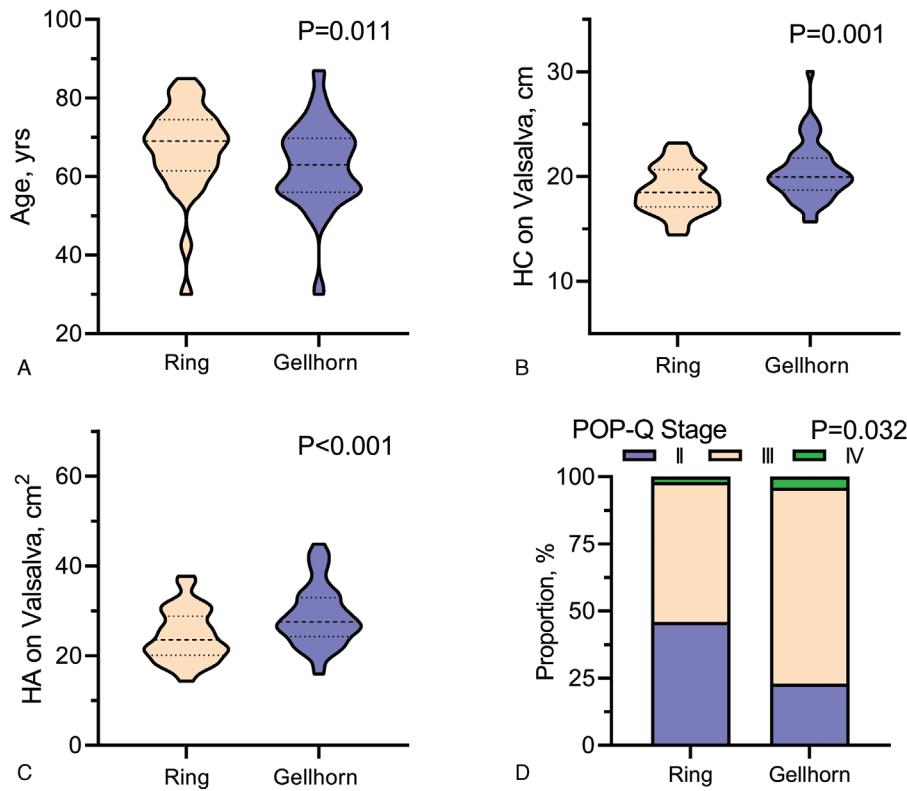 100
80
60
40
20
Age, yrs
P=0.011
Ring
Gellhorn
A
30
20
10
HC on Valsalva, cm
P=0.001
Ring
Gellhorn
B
60
40
20
0
HA on Valsalva, cm²
P<0.001
Ring
Gellhorn
C
POP-Q Stage
P=0.032
Ⅱ Ⅲ Ⅳ
100
75
50
25
0
Proportion, %
Ring
Gellhorn
D